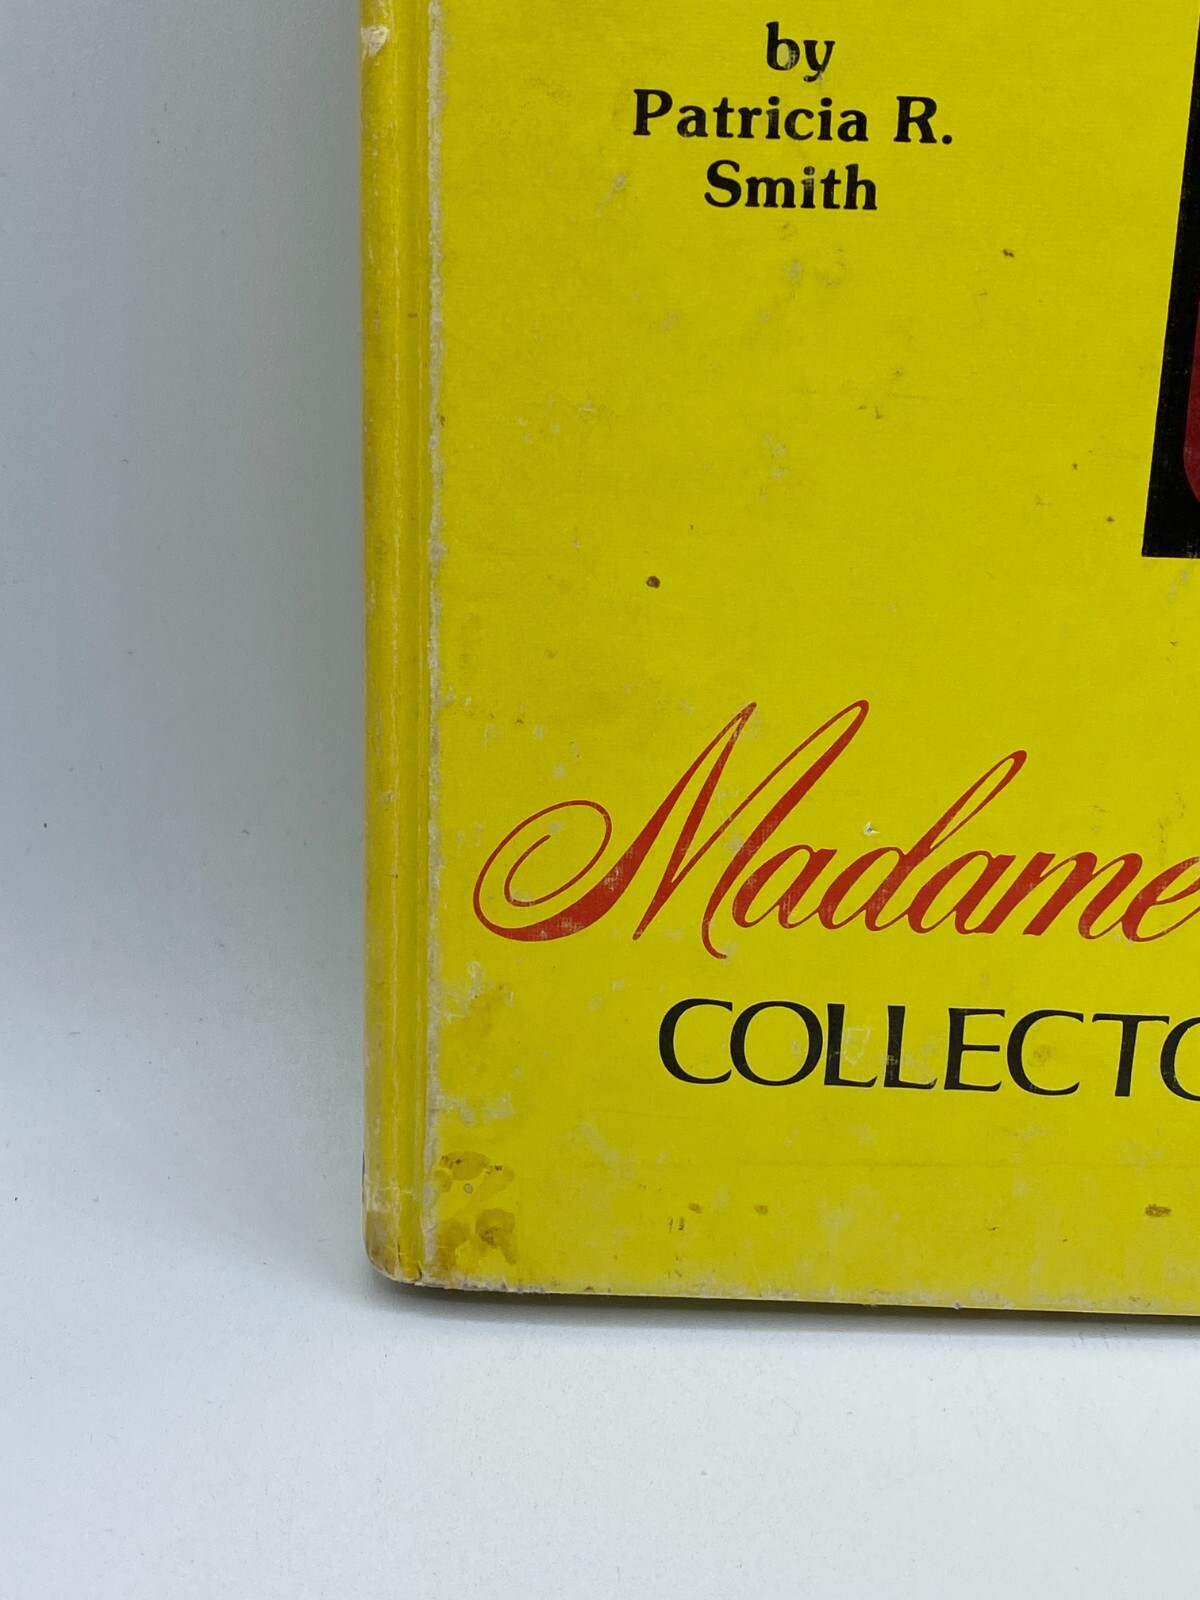 by
Patricia R.
Smith
Madame
COLLECTO